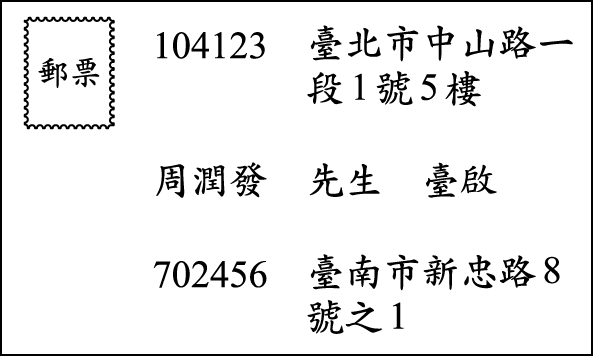 郵票
104123 臺北市中山路一
段1號5樓
周潤發 先生 臺啟
702456 臺南市新忠路8
號之1